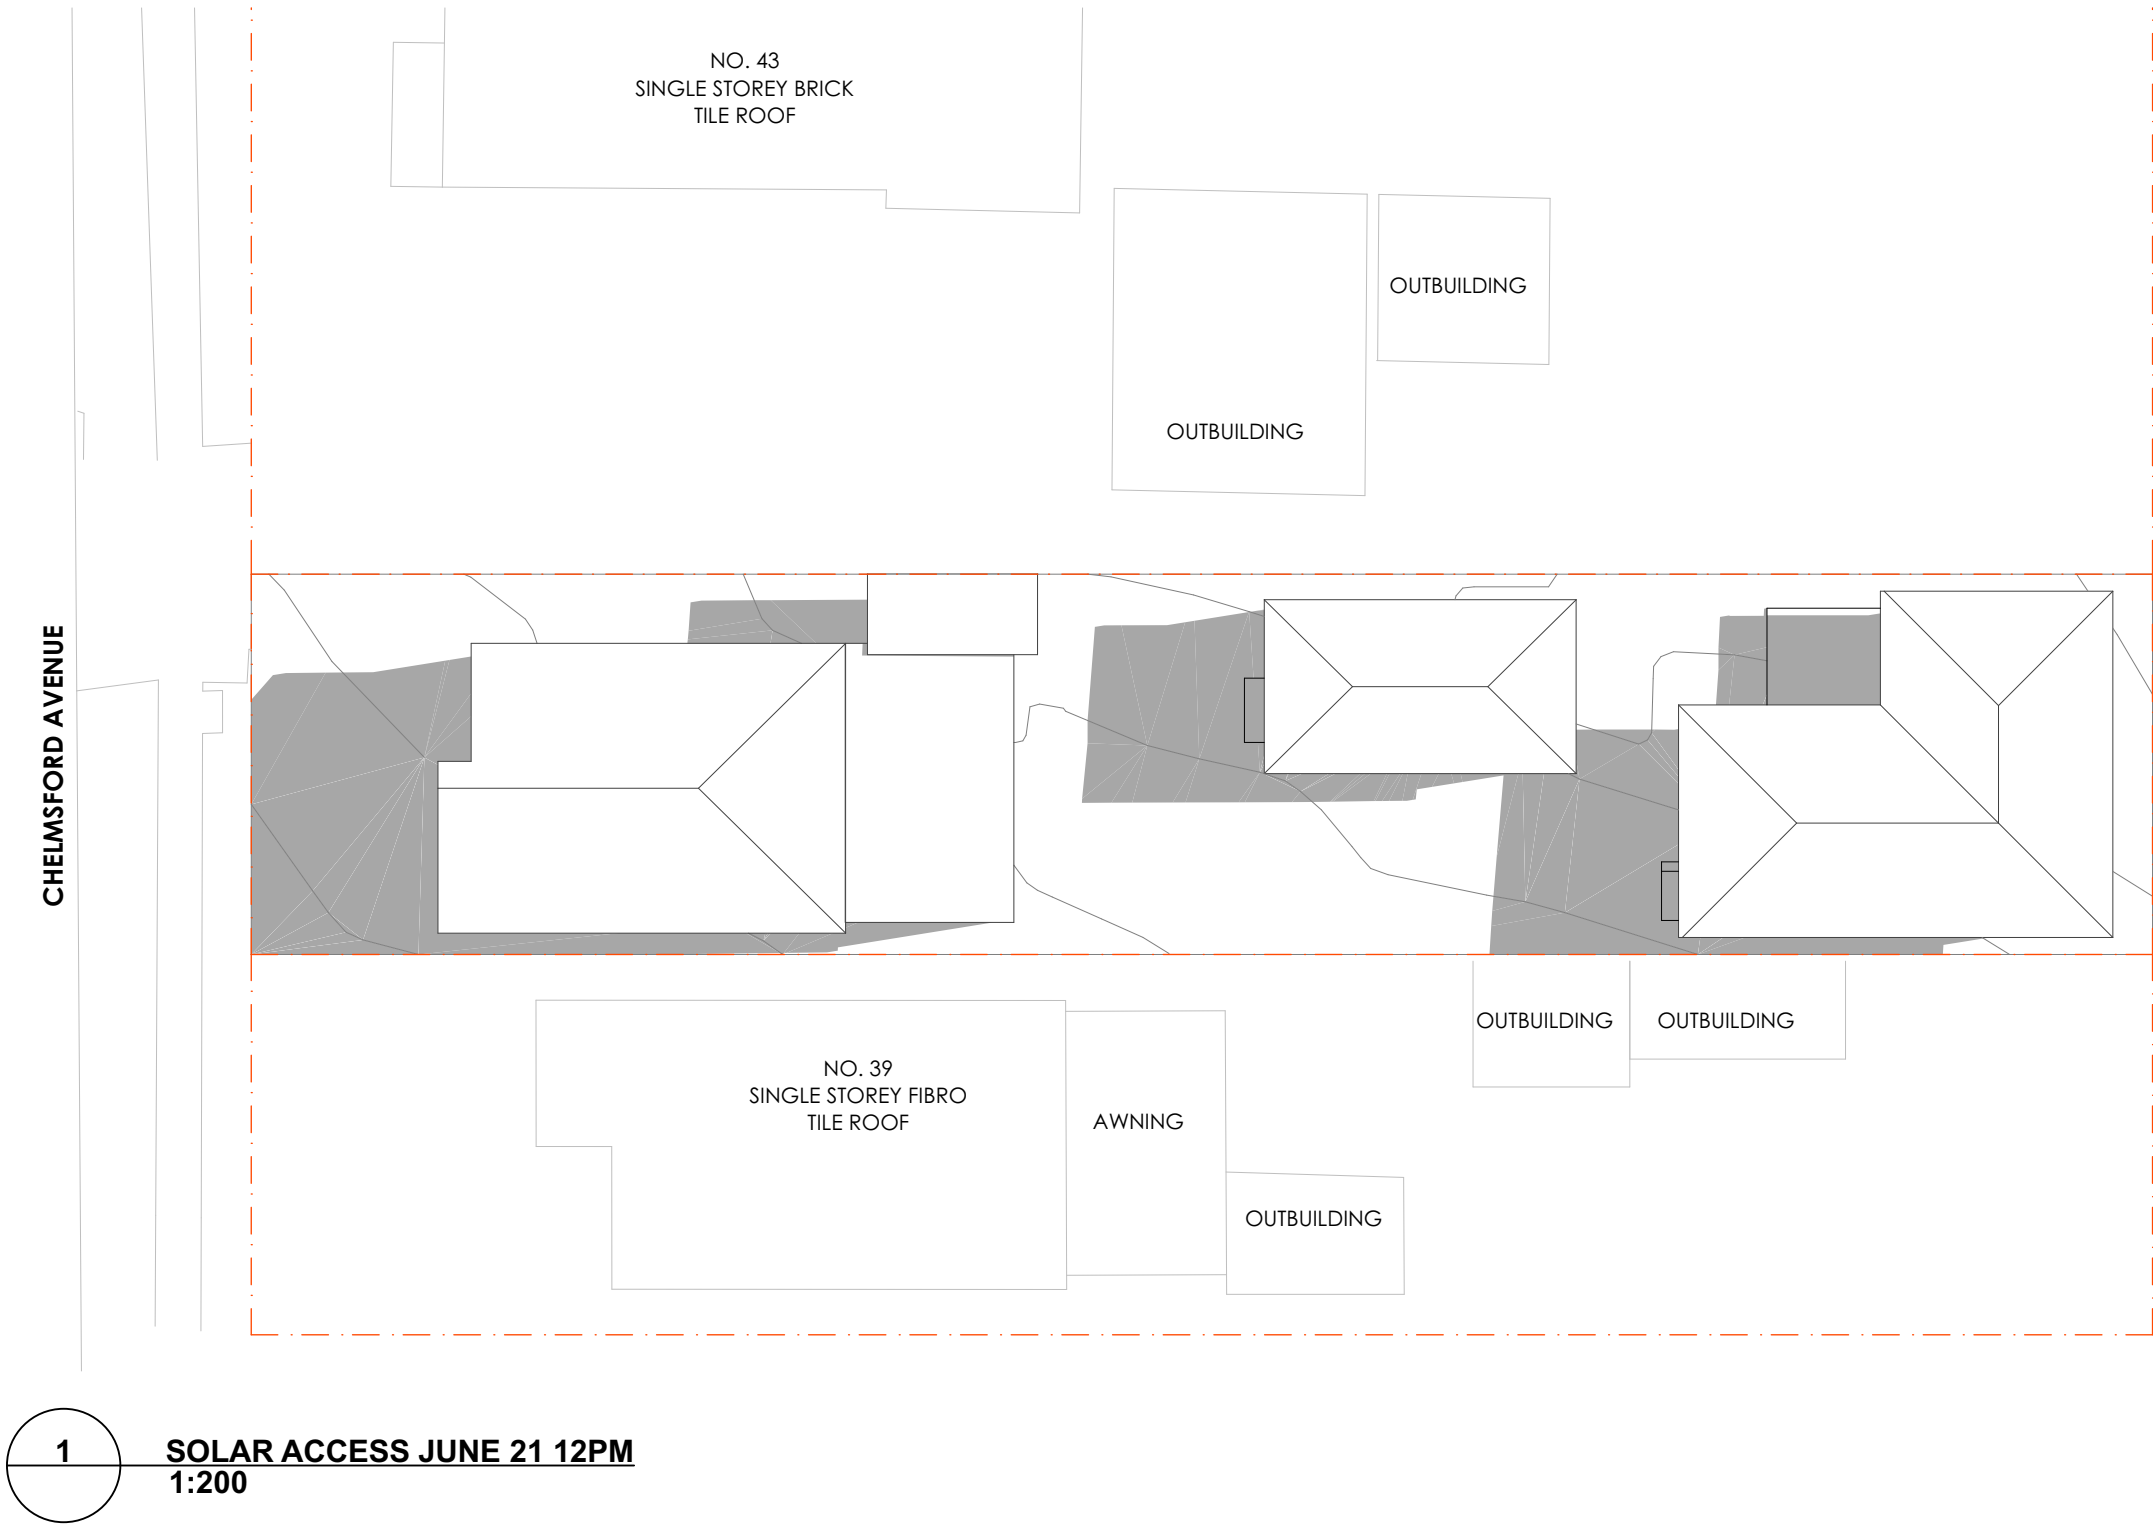 NO. 43
SINGLE STOREY BRICK
TILE ROOF
OUTBUILDING
OUTBUILDING
CHELMSFORD AVENUE
OUTBUILDING
OUTBUILDING
NO. 39
SINGLE STOREY FIBRO
TILE ROOF
AWNING
OUTBUILDING
1
SOLAR ACCESS JUNE 21 12PM
1:200